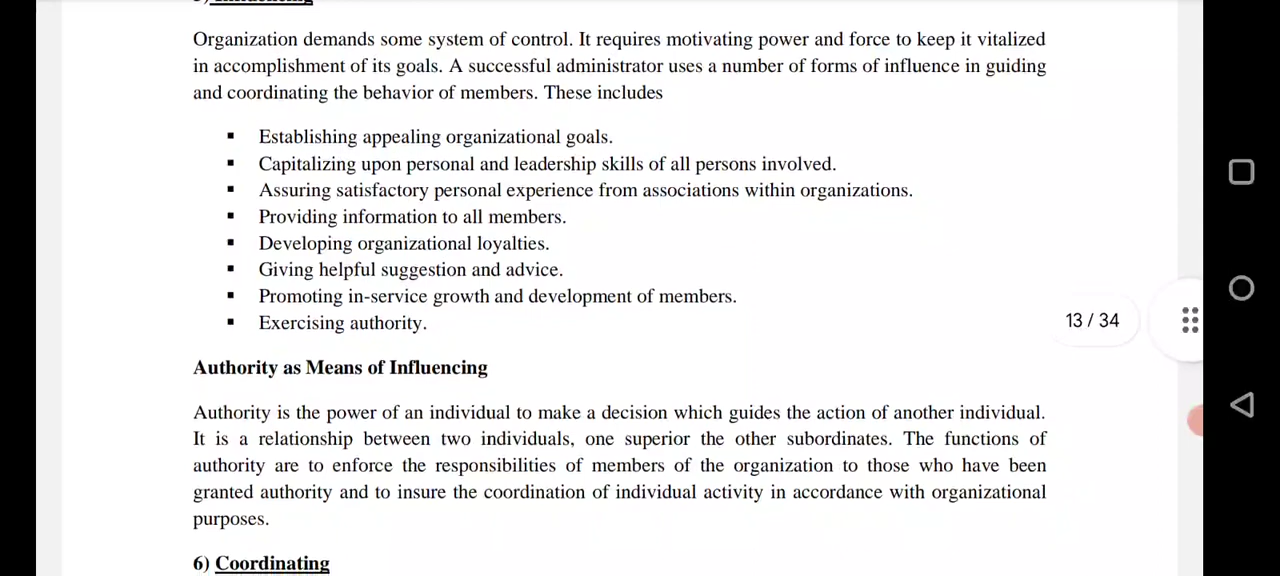 Organization demands some system of control. It requires motivating power and force to keep it vitalized
in accomplishment of its goals. A successful administrator uses a number of forms of influence in guiding
and coordinating the behavior of members. These includes
▪ Establishing appealing organizational goals.
▪ Capitalizing upon personal and leadership skills of all persons involved.
▪ Assuring satisfactory personal experience from associations within organizations.
▪ Providing information to all members.
▪ Developing organizational loyalties.
▪ Giving helpful suggestion and advice.
▪ Promoting in-service growth and development of members.
▪ Exercising authority.
13 / 34
Authority as Means of Influencing
Authority is the power of an individual to make a decision which guides the action of another individual.
It is a relationship between two individuals, one superior the other subordinates. The functions of
authority are to enforce the responsibilities of members of the organization to those who have been
granted authority and to insure the coordination of individual activity in accordance with organizational
purposes.
6) Coordinating